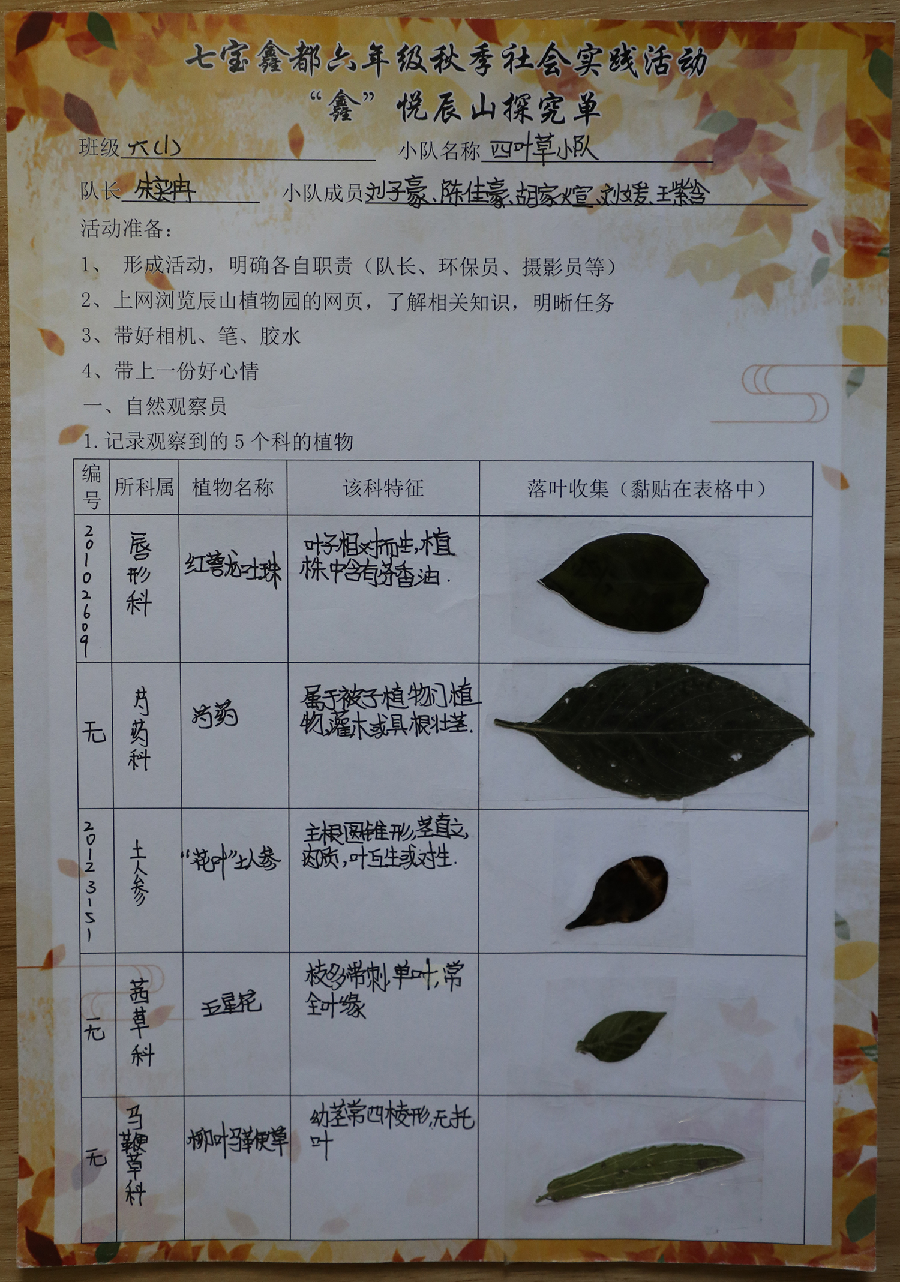 七宝鑫都六年级秋季社会实践活动
“鑫”悦辰山探究单
班级 六(1) 小队名称 四叶草小队
队长 小队成员 刘子豪、陈佳豪、胡家煊、王紫含
活动准备：
1、 形成活动，明确各自职责（队长、环保员、摄影员等）
2、上网浏览辰山植物园的网页，了解相关知识，明晰任务
3、带好相机、笔、胶水
4、带上一份好心情
一、自然观察员
1.记录观察到的5个科的植物
编号 所科属 植物名称 该科特征 落叶收集（黏贴在表格中）
20102609 唇形科 红萼龙吐珠 叶子相对而生,植
株中含有芳香油.
无 芍药科 芍药 属于被子植物门植
物,灌木或具根壮茎.
20123151 土人参 “花叶”土人参 主根圆锥形,茎直立,
肉质,叶互生或对生.
无 茜草科 五星花 枝多常刺,单叶,常
全叶缘
无 马鞭草科 柳叶马鞭草 幼茎常四棱形,无托
叶